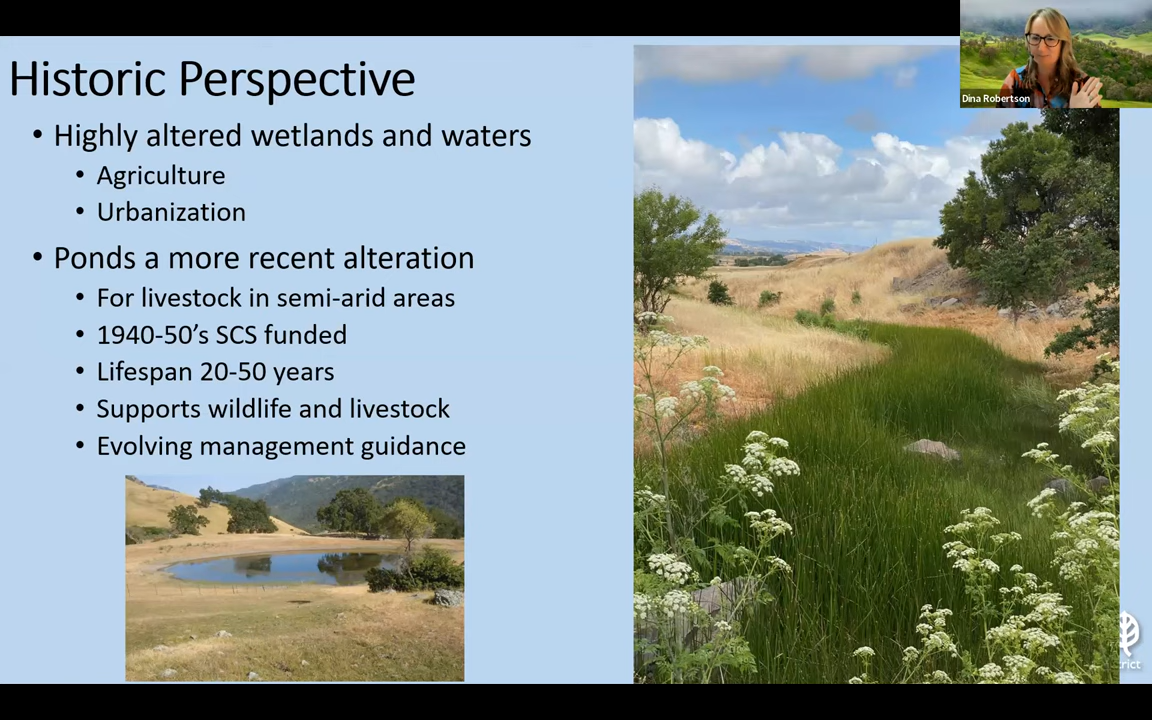 Historic Perspective
• Highly altered wetlands and waters
• Agriculture
• Urbanization
• Ponds a more recent alteration
• For livestock in semi-arid areas
• 1940-50's SCS funded
• Lifespan 20-50 years
• Supports wildlife and livestock
• Evolving management guidance
Dina Robertson